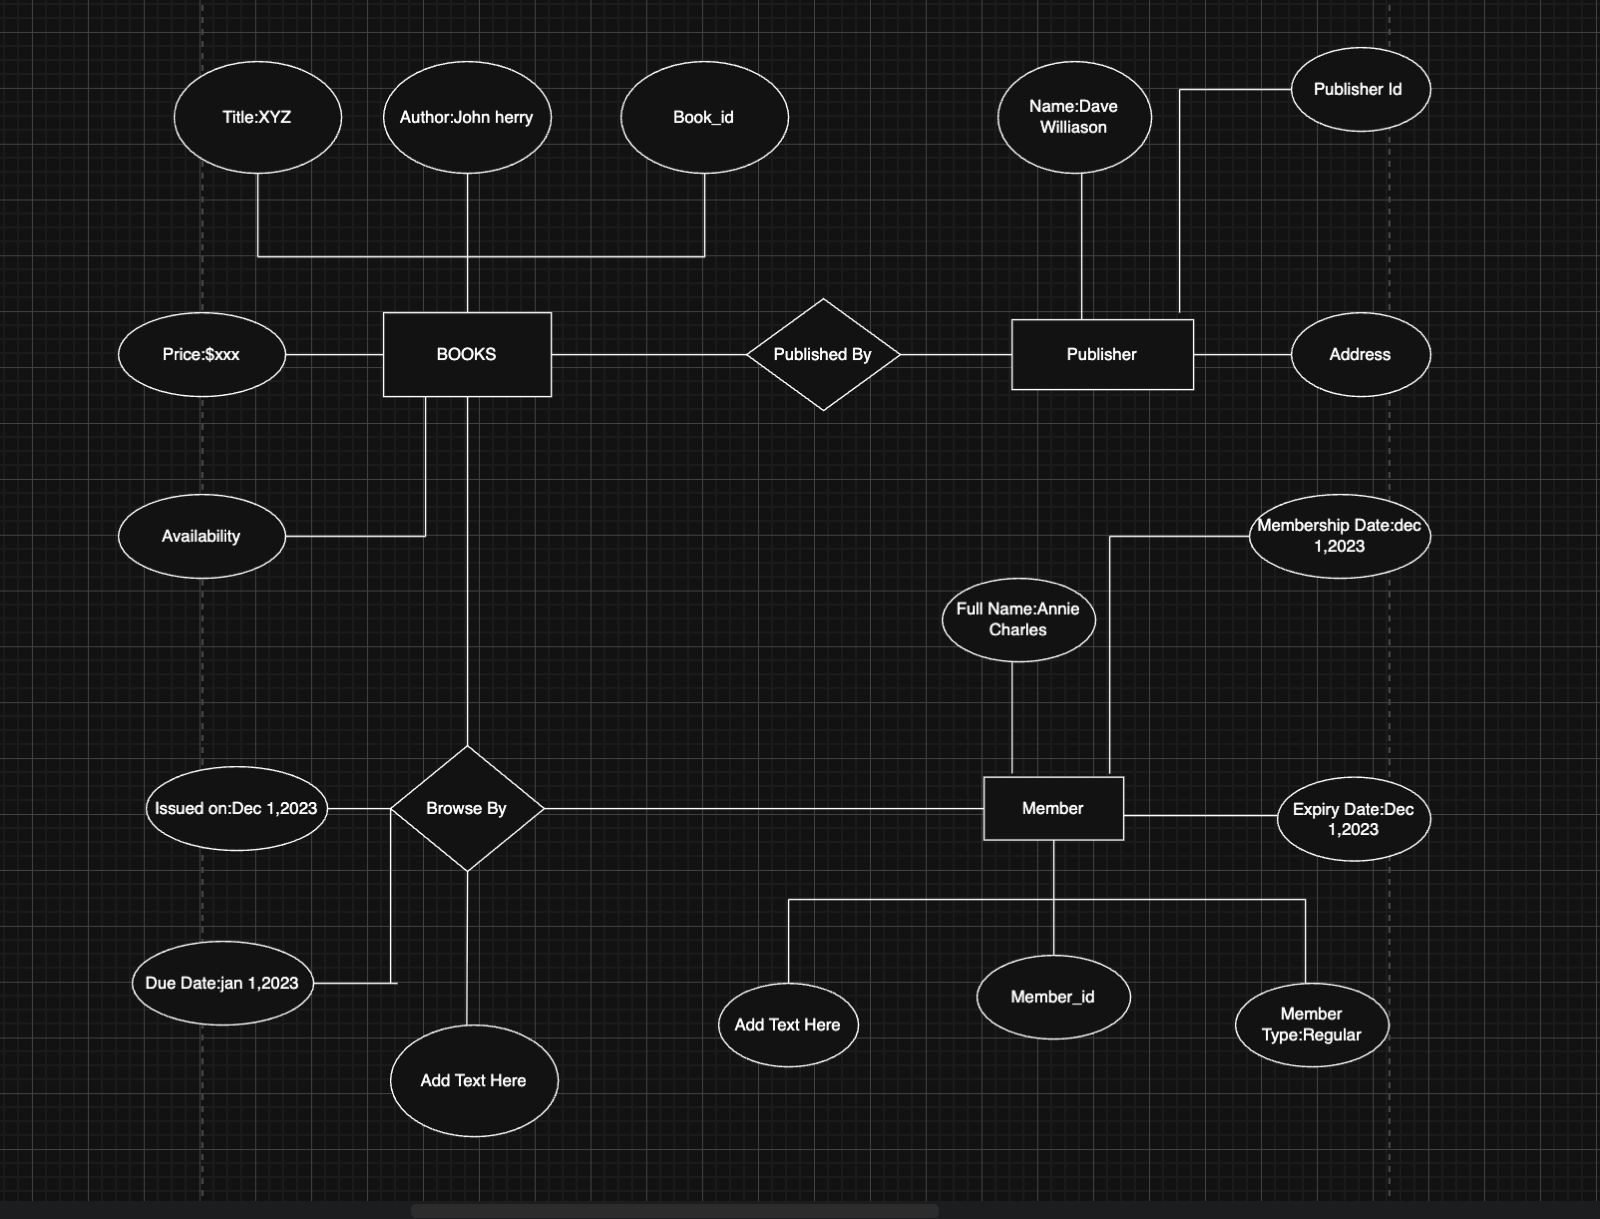 Title:XYZ
Author:John herry
Book_id
Name:Dave
Williason
Publisher Id
Price:$xxx
BOOKS
Published By
Publisher
Address
Availability
Membership Date:dec
1,2023
Full Name:Annie
Charles
Issued on:Dec 1,2023
Browse By
Member
Expiry Date:Dec
1,2023
Due Date:jan 1,2023
Add Text Here
Add Text Here
Member_id
Member
Type:Regular